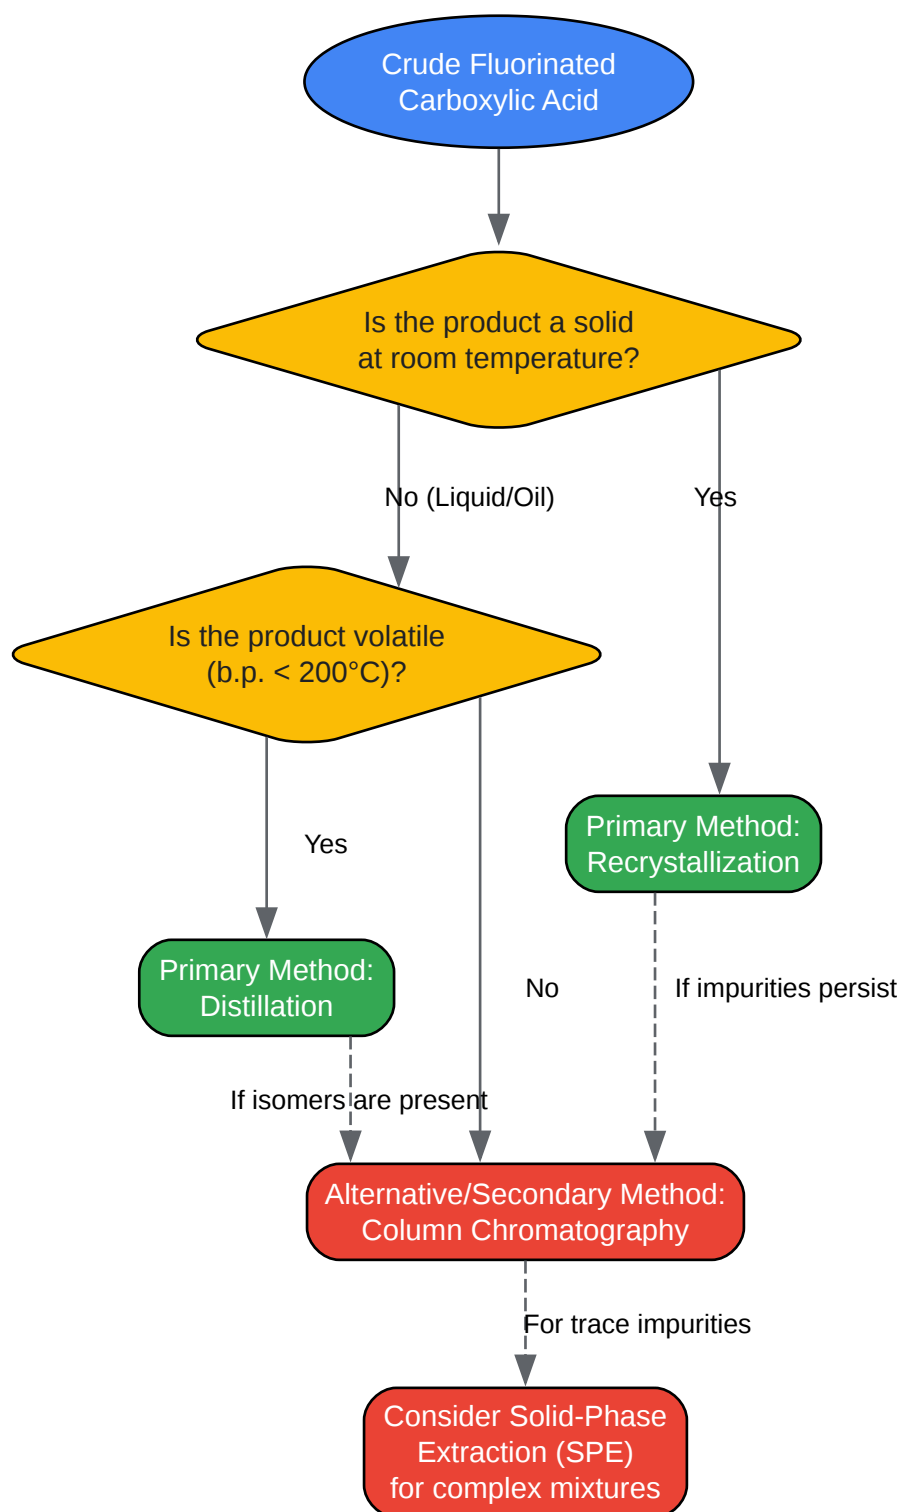 Crude Fluorinated
Carboxylic Acid
Is the product a solid
at room temperature?
No (Liquid/Oil)
Yes
Is the product volatile
(b.p. < 200°C)?
Primary Method:
Recrystallization
Yes
Primary Method:
Distillation
No
If impurities persist
If isomers are present
Alternative/Secondary Method:
Column Chromatography
For trace impurities
Consider Solid-Phase
Extraction (SPE)
for complex mixtures